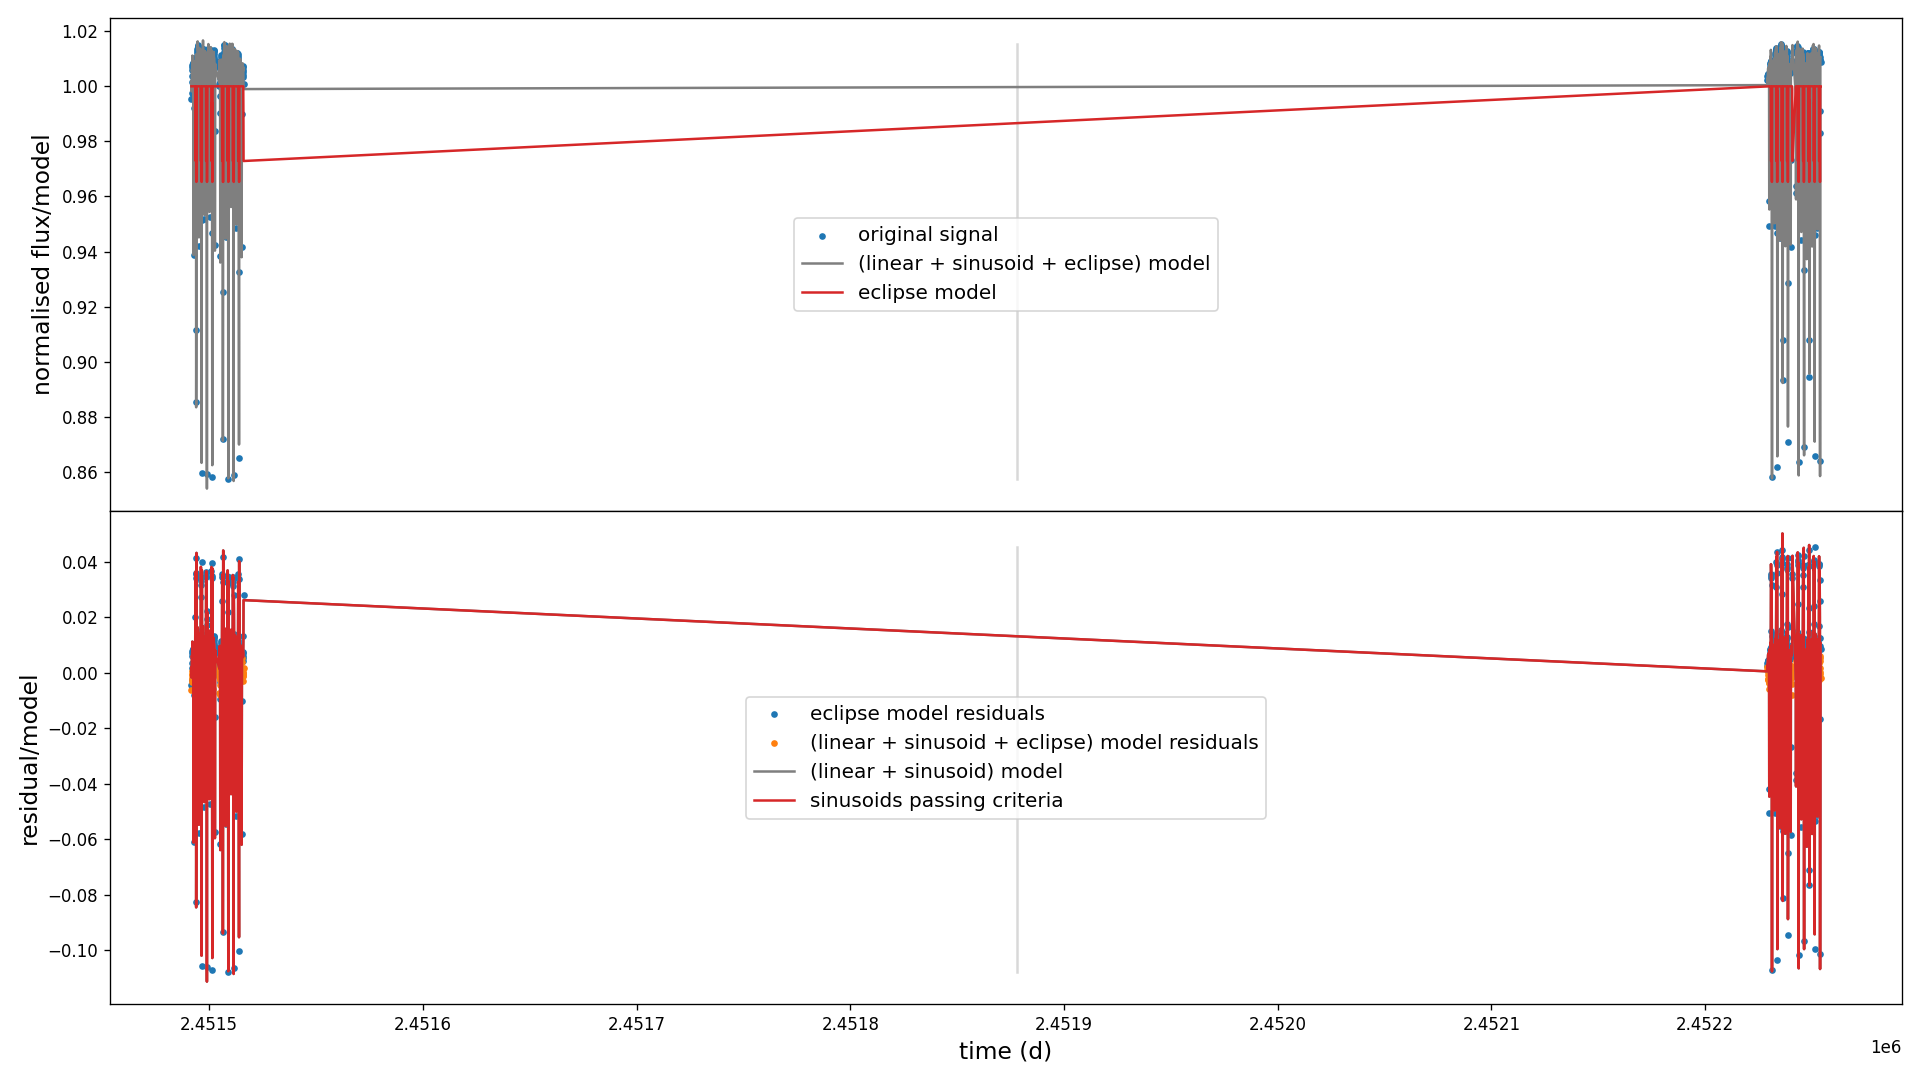 1.02
1.00
0.98
0.96
0.94
0.92
0.90
0.88
0.86
normalised flux/model
original signal
(linear + sinusoid + eclipse) model
eclipse model
0.04
0.02
0.00
−0.02
−0.04
−0.06
−0.08
−0.10
residual/model
eclipse model residuals
(linear + sinusoid + eclipse) model residuals
(linear + sinusoid) model
sinusoids passing criteria
2.4515 2.4516 2.4517 2.4518 2.4519 2.4520 2.4521 2.4522
1e6
time (d)